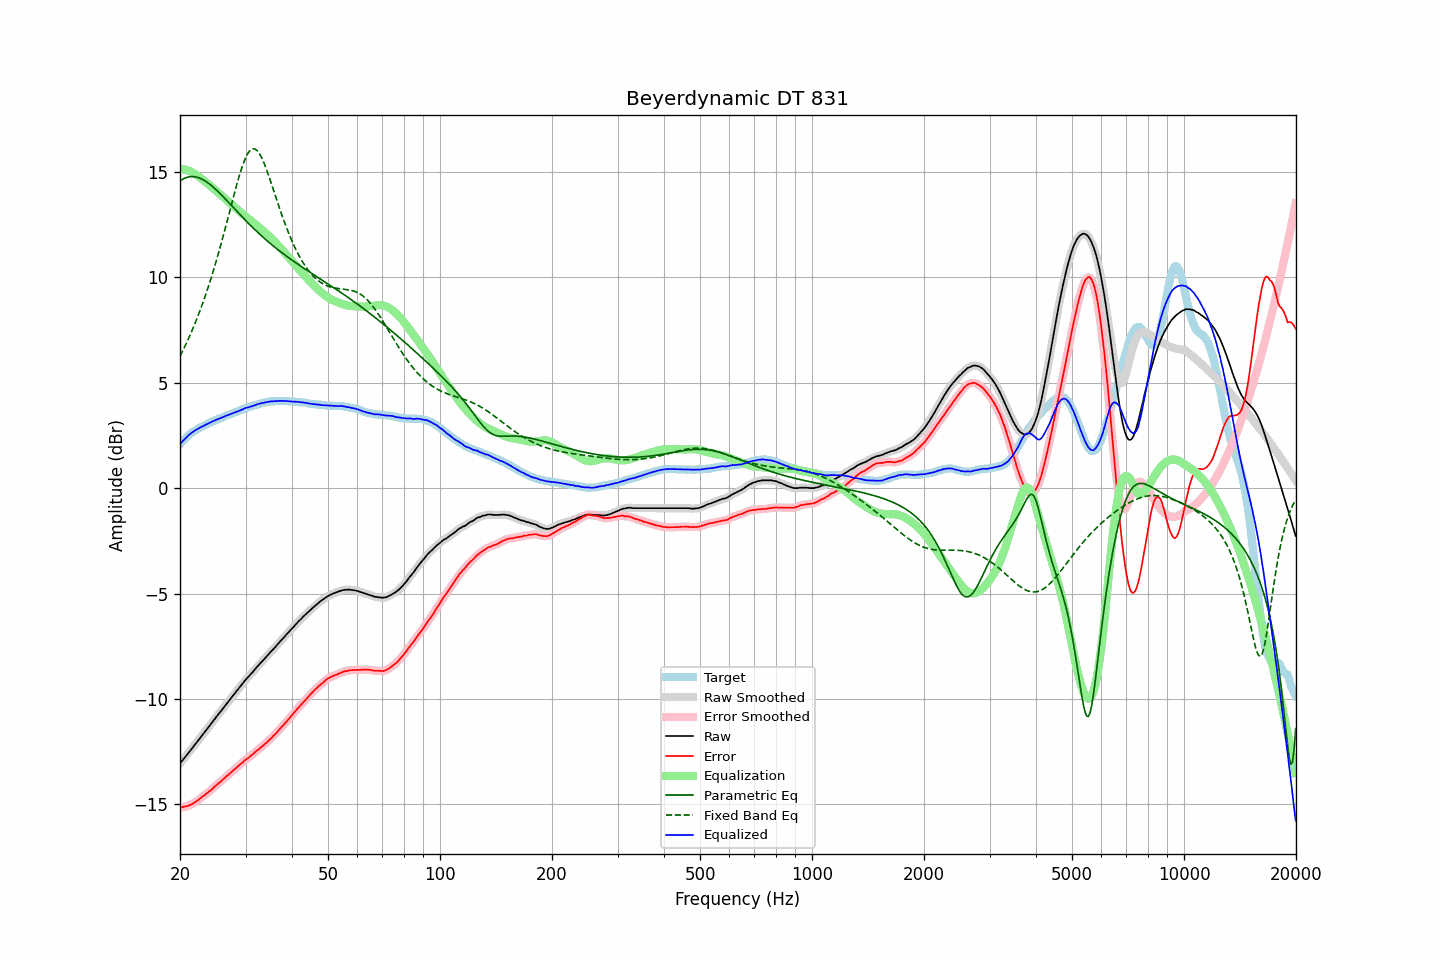 Beyerdynamic DT 831
Amplitude (dBr)
15
10
5
0
−5
−10
−15
20
50
100
200
500
1000
2000
5000
10000
20000
Frequency (Hz)
Target
Raw Smoothed
Error Smoothed
Raw
Error
Equalization
Parametric Eq
Fixed Band Eq
Equalized